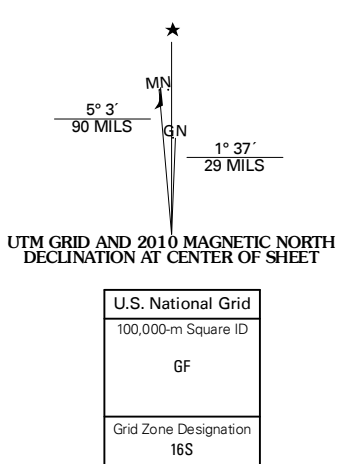 MN
GN
5° 3´
90 MILS
1° 37´
29 MILS
UTM GRID AND 2010 MAGNETIC NORTH
DECLINATION AT CENTER OF SHEET
U.S. National Grid
100,000-m Square ID
GF
Grid Zone Designation
16S